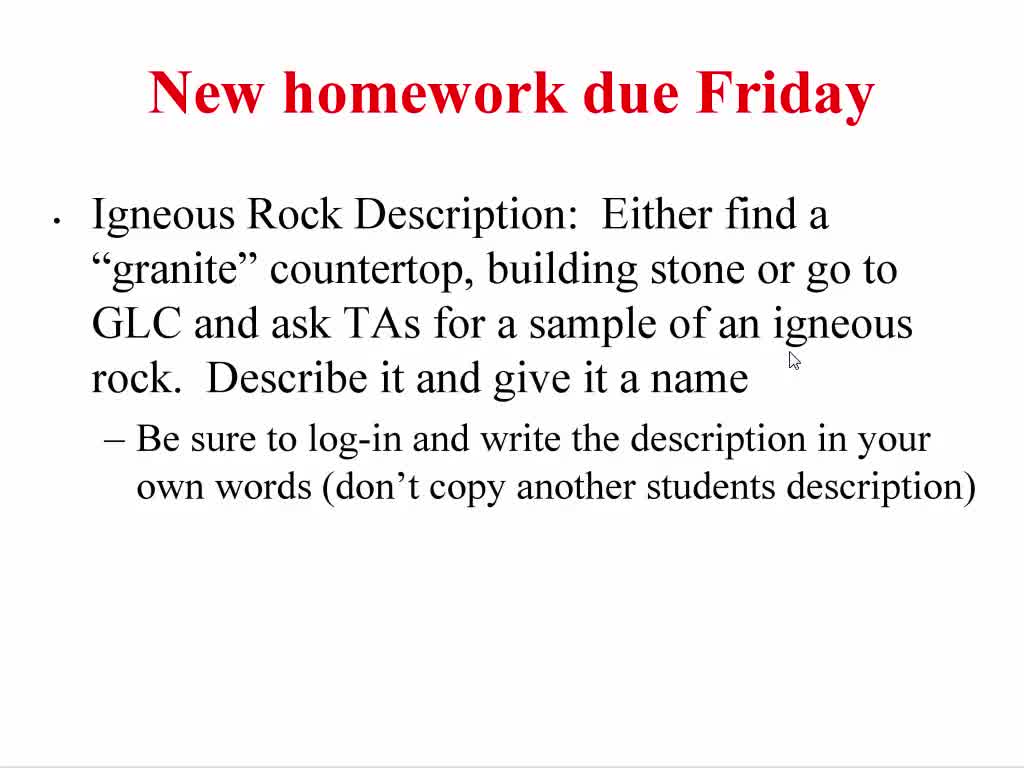 New homework due Friday
• Igneous Rock Description:  Either find a
“granite” countertop, building stone or go to
GLC and ask TAs for a sample of an igneous
rock.  Describe it and give it a name
– Be sure to log-in and write the description in your
own words (don’t copy another students description)